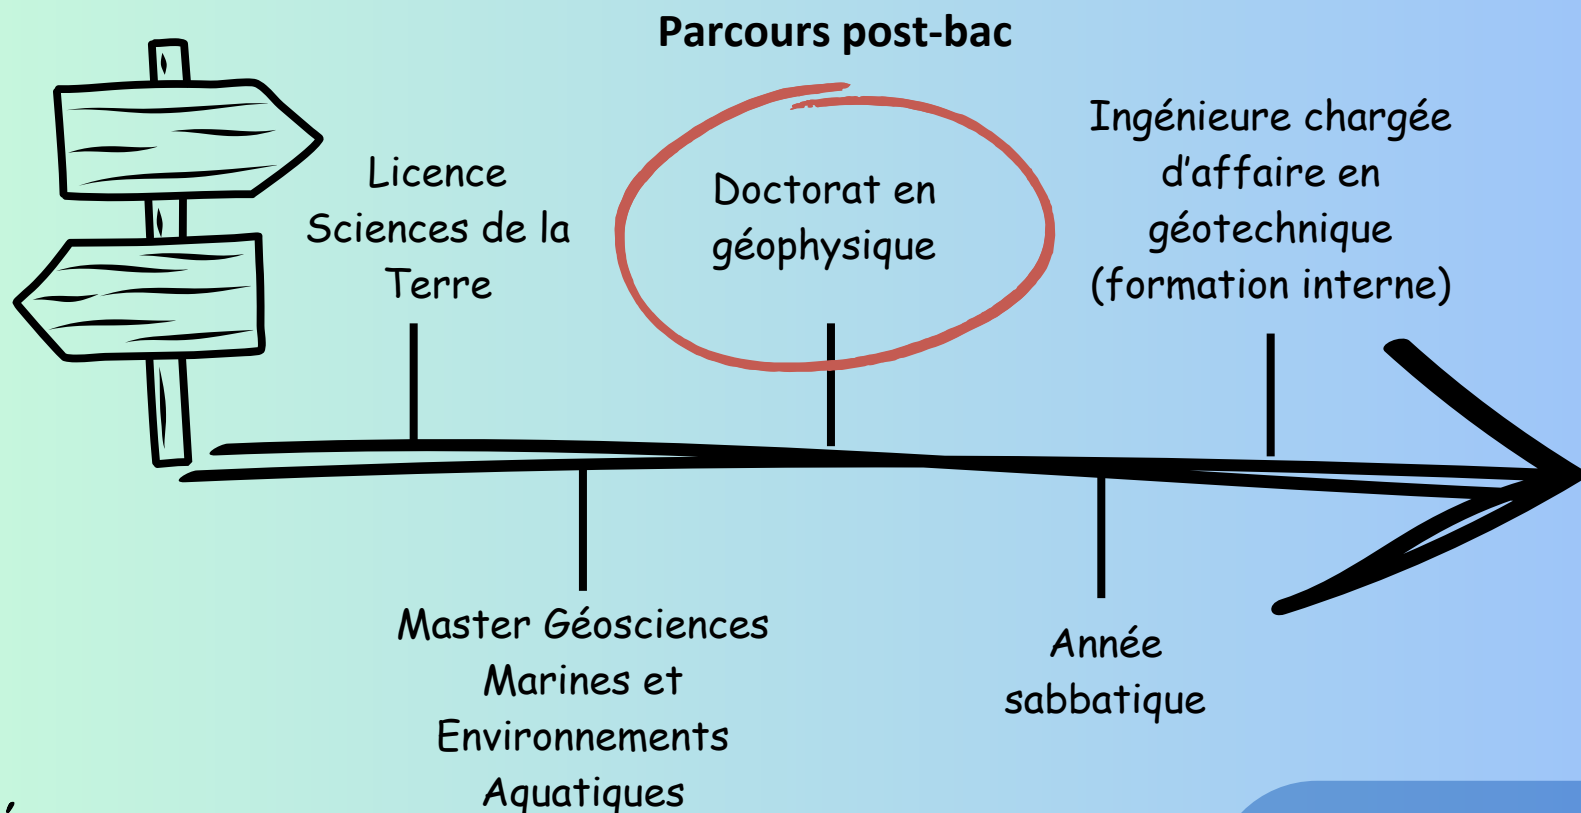 Parcours post-bac
Licence
Sciences de la
Terre
Doctorat en
géophysique
Ingénieure chargée
d'affaire en
géotechnique
(formation interne)
Master Géosciences
Marines et
Environnements
Aquatiques
Année
sabbatique